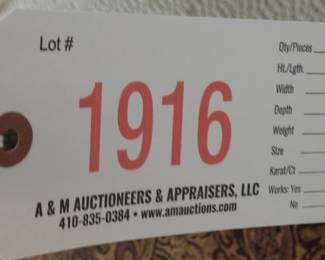 Lot #
1916
A & M AUCTIONEERS & APPRAISERS, LLC
410-835-0384 • www.amauctions.com
Qty/Pieces
Ht./Lgth.
Width
Depth
Weight
Size
Karat/Ct
Works: Yes
No